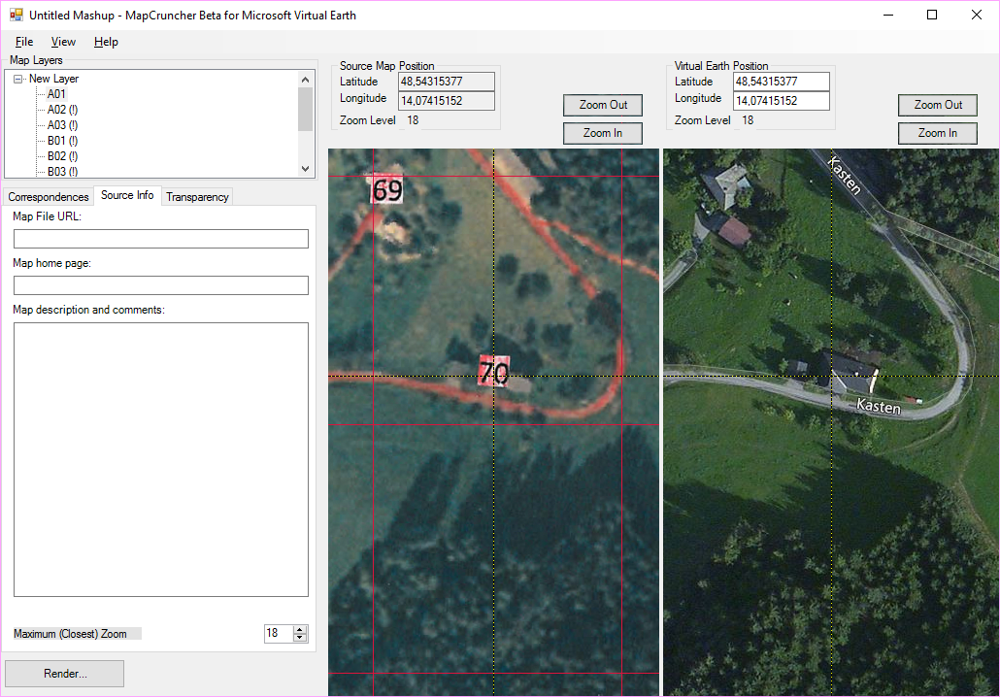 Untitled Mashup - MapCruncher Beta for Microsoft Virtual Earth
File View Help
Map Layers
New Layer
A01
A02 (!)
A03 (!)
B01 (!)
B02 (!)
B03 (!)
Correspondences Source Info Transparency
Map File URL:
Map home page:
Map description and comments:
Maximum (Closest) Zoom 18
Render...
Source Map Position
Latitude 48,54315377
Longitude 14,07415152
Zoom Level 18
Zoom Out
Zoom In
69
70
Virtual Earth Position
Latitude 48,54315377
Longitude 14,07415152
Zoom Level 18
Zoom Out
Zoom In
Kasten
Kasten